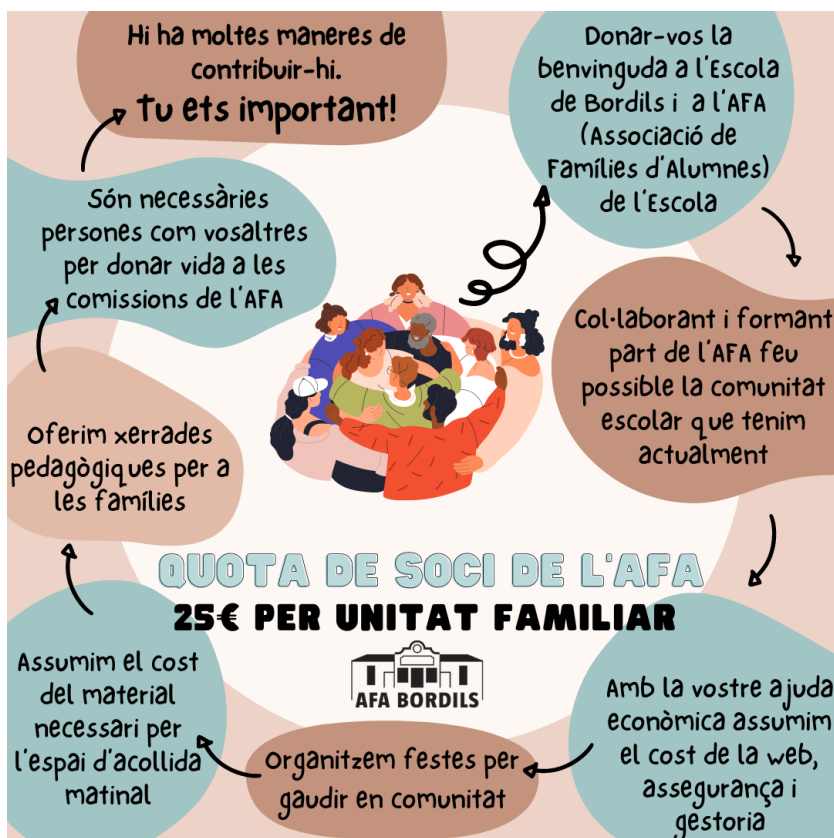 Donar-vos la
benvinguda a l'Escola
de Bordils i a l'AFA
(Associació de
Famílies d'Alumnes)
de l'Escola
Col·laborant i formant
part de l'AFA feu
possible la comunitat
escolar que tenim
actualment
Amb la vostre ajuda
econòmica assumim
el cost de la web,
assegurança i
gestoria
Organitzem festes per
gaudir en comunitat
Assumim el cost
del material
necessari per
l'espai d'acollida
matinal
Oferim xerrades
pedagògiques per a
les famílies
Són necessàries
persones com vosaltres
per donar vida a les
comissions de l'AFA
Hi ha moltes maneres de
contribuir-hi.
Tu ets important!
QUOTA DE SOCI DE L'AFA
25€ PER UNITAT FAMILIAR
AFA BORDILS